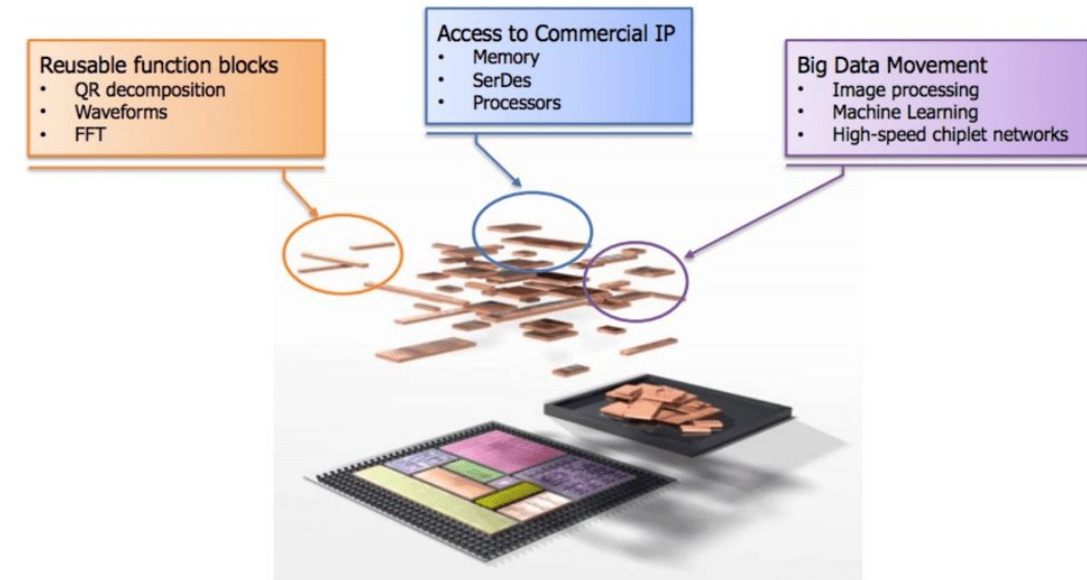 Reusable function blocks
• QR decomposition
• Waveforms
• FFT
Access to Commercial IP
• Memory
• SerDes
• Processors
Big Data Movement
• Image processing
• Machine Learning
• High-speed chiplet networks